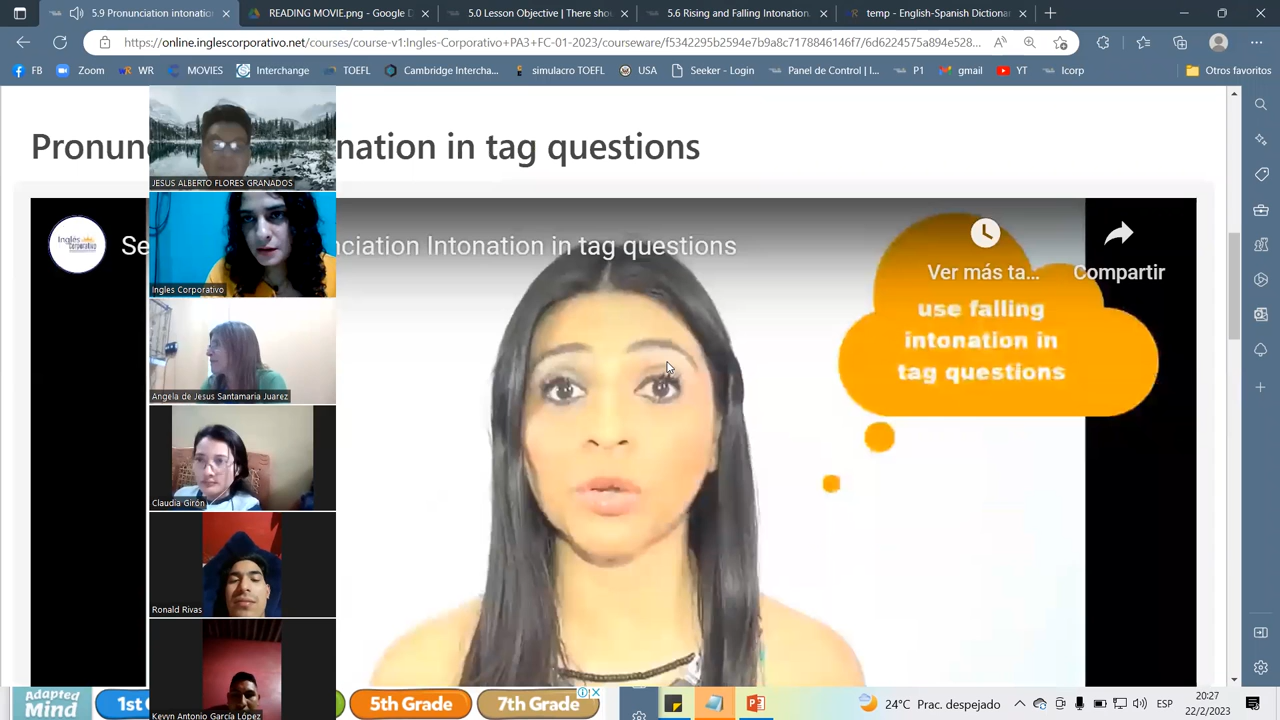 5.9 Pronunciation
READING MOVIE.png - Google D
5.0 Lesson Objective | There shou
5.6 Rising and Falling Intonation
temp - English-Spanish Dictionar
https://online.inglescorporativo.net/courses/course-v1:Ingles-Corporativo+PA3+FC-01-2023/courseware/f5342295b2594e7b9a8c7178846146f7/6d6224575a894e528...
FB
Zoom
WR
MOVIES
Interchange
TOEFL
Cambridge Intercha...
simulacro TOEFL
USA
Seeker - Login
Panel de Control | I...
P1
gmail
YT
Icorp
Otros favoritos
Pronun nation in tag questions
Inglés
Corporativo
Se nciation Intonation in tag questions
Ver más ta...
Compartir
use falling
intonation in
tag questions
JESUS ALBERTO FLORES GRANADOS
Ingles Corporativo
Angela de Jesus Santamaria Juarez
Claudia Girón
Ronald Rivas
Kevyn Antonio García López
Adapted
Mind
1st
5th Grade
7th Grade
24°C Prac. despejado
ESP
20:27
22/2/2023